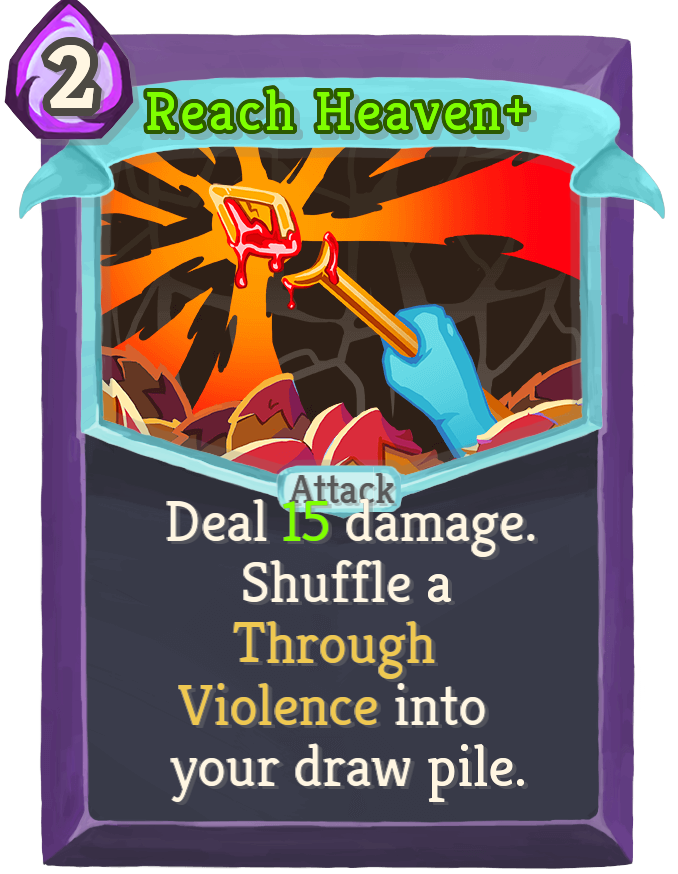 2
Reach Heaven+
Attack
Deal 15 damage.
Shuffle a
Through
Violence into
your draw pile.